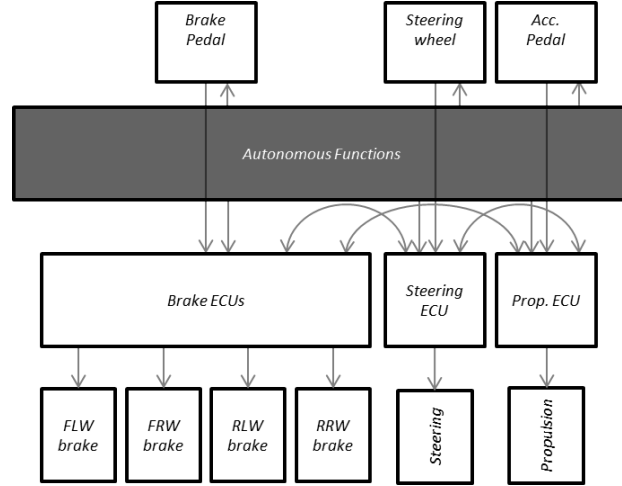 Brake
Pedal
Steering
wheel
Acc.
Pedal
Autonomous Functions
Brake ECUs
Steering
ECU
Prop. ECU
FLW
brake
FRW
brake
RLW
brake
RRW
brake
Steering
Propulsion